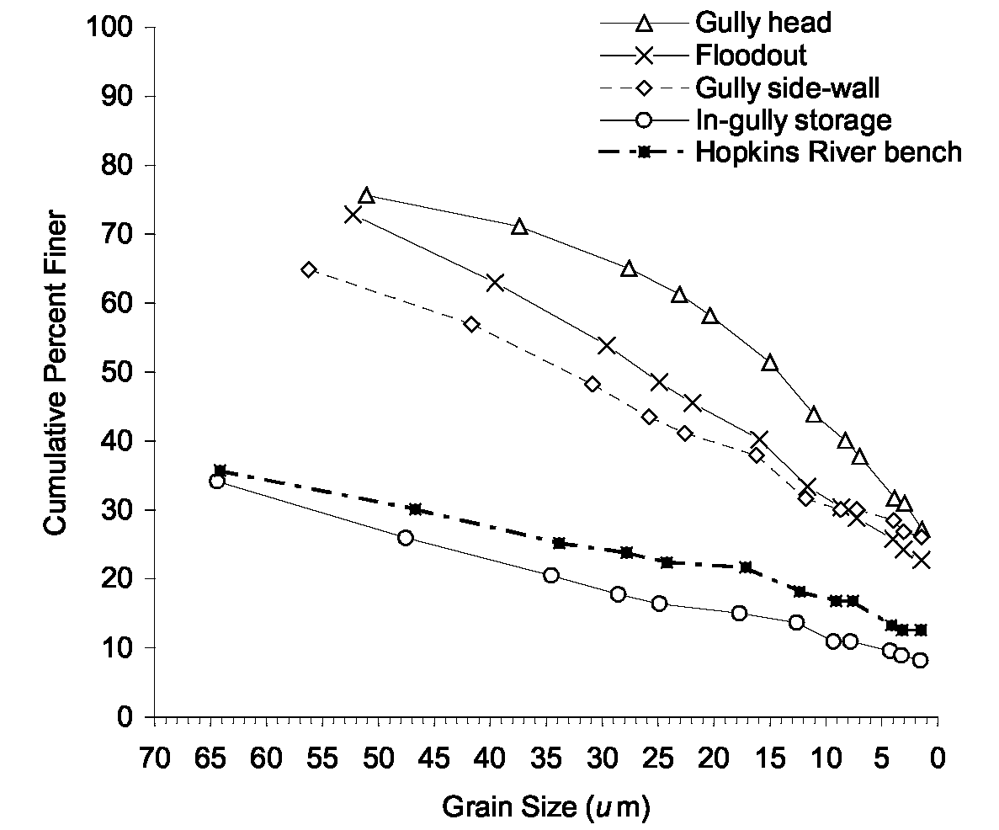 Gully head
Floodout
Gully side-wall
In-gully storage
Hopkins River bench
Cumulative Percent Finer
100
90
80
70
60
50
40
30
20
10
0
70 65 60 55 50 45 40 35 30 25 20 15 10 5 0
Grain Size (um)